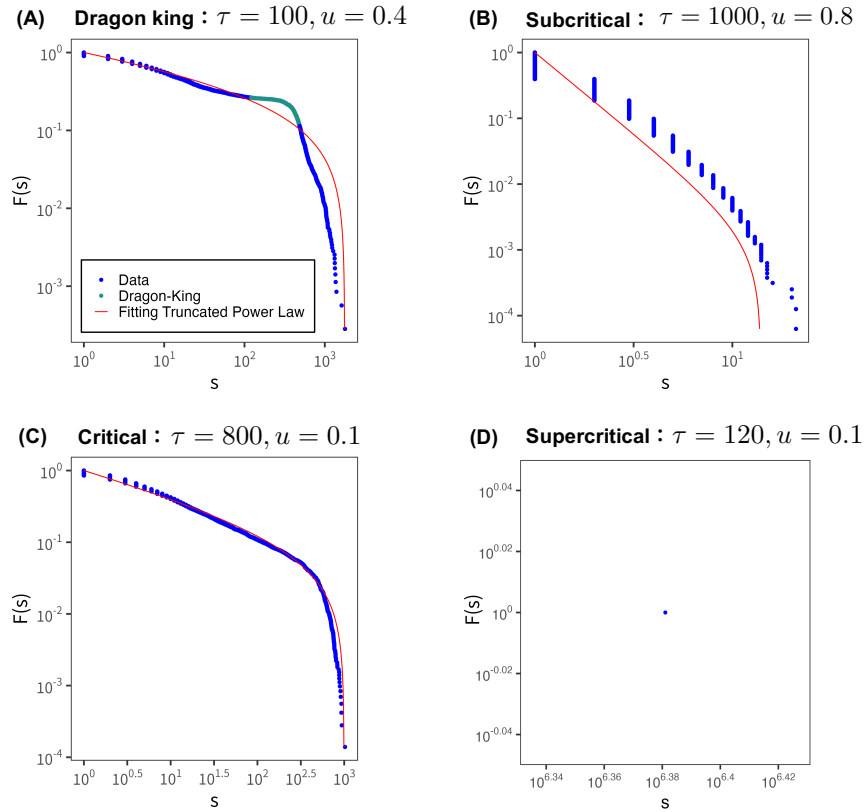 (A) Dragon king : τ = 100, u = 0.4
10^0
10^-1
10^-2
10^-3
F(s)
Data
Dragon-King
Fitting Truncated Power Law
10^0 10^1 10^2 10^3
s
(B) Subcritical : τ = 1000, u = 0.8
10^0
10^-1
10^-2
10^-3
10^-4
F(s)
10^0 10^0.5 10^1
s
(C) Critical : τ = 800, u = 0.1
10^0
10^-1
10^-2
10^-3
10^-4
F(s)
10^0 10^0.5 10^1 10^1.5 10^2 10^2.5 10^3
s
(D) Supercritical : τ = 120, u = 0.1
10^0.04
10^0.02
10^0
10^-0.02
10^-0.04
F(s)
10^6.34 10^6.36 10^6.38 10^6.4 10^6.42
s